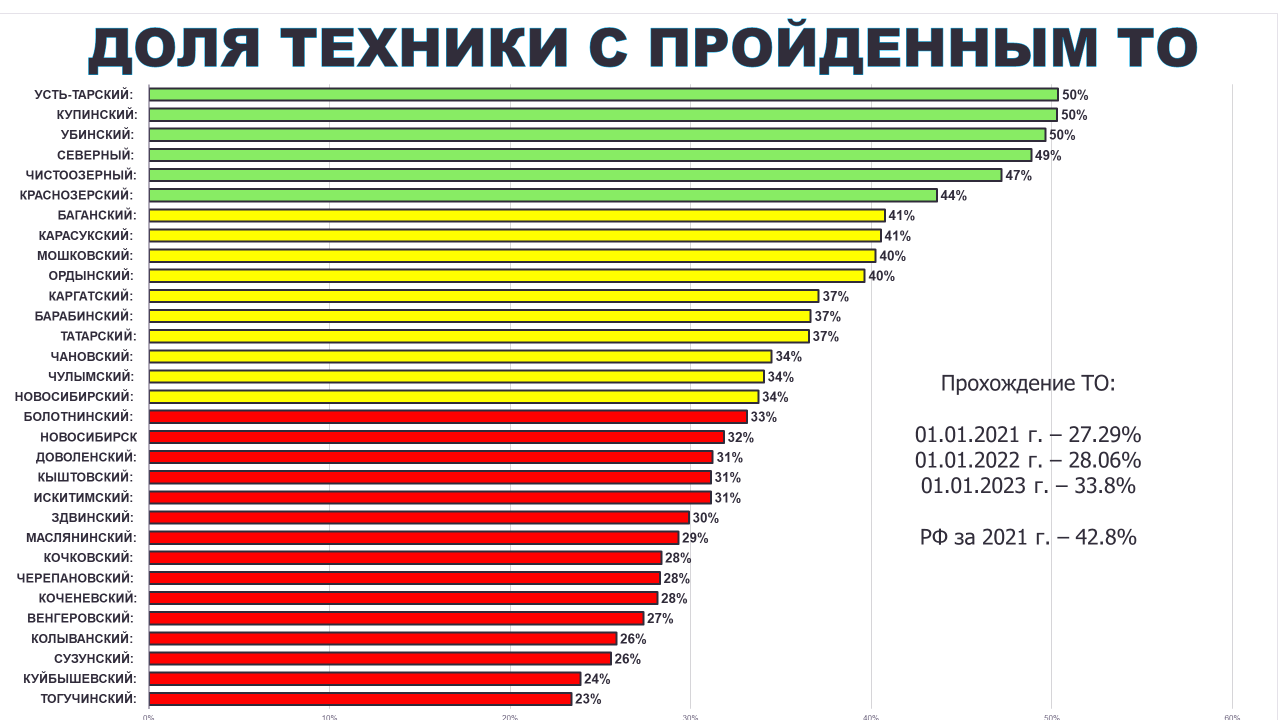 ДОЛЯ ТЕХНИКИ С ПРОЙДЕННЫМ ТО
УСТЬ-ТАРСКИЙ: 50%
КУПИНСКИЙ: 50%
УБИНСКИЙ: 50%
СЕВЕРНЫЙ: 49%
ЧИСТООЗЕРНЫЙ: 47%
КРАСНОЗЕРСКИЙ: 44%
БАГАНСКИЙ: 41%
КАРАСУКСКИЙ: 41%
МОШКОВСКИЙ: 40%
ОРДЫНСКИЙ: 40%
КАРГАТСКИЙ: 37%
БАРАБИНСКИЙ: 37%
ТАТАРСКИЙ: 37%
ЧАНОВСКИЙ: 34%
ЧУЛЫМСКИЙ: 34%
НОВОСИБИРСКИЙ: 34%
БОЛОТНИНСКИЙ: 33%
НОВОСИБИРСК 32%
ДОВОЛЕНСКИЙ: 31%
КЫШТОВСКИЙ: 31%
ИСКИТИМСКИЙ: 31%
ЗДВИНСКИЙ: 30%
МАСЛЯНИНСКИЙ: 29%
КОЧКОВСКИЙ: 28%
ЧЕРЕПАНОВСКИЙ: 28%
КОЧЕНЕВСКИЙ: 28%
ВЕНГЕРОВСКИЙ: 27%
КОЛЫВАНСКИЙ: 26%
СУЗУНСКИЙ: 26%
КУЙБЫШЕВСКИЙ: 24%
ТОГУЧИНСКИЙ: 23%
0% 10% 20% 30% 40% 50% 60%
Прохождение ТО:
01.01.2021 г. – 27.29%
01.01.2022 г. – 28.06%
01.01.2023 г. – 33.8%
РФ за 2021 г. – 42.8%